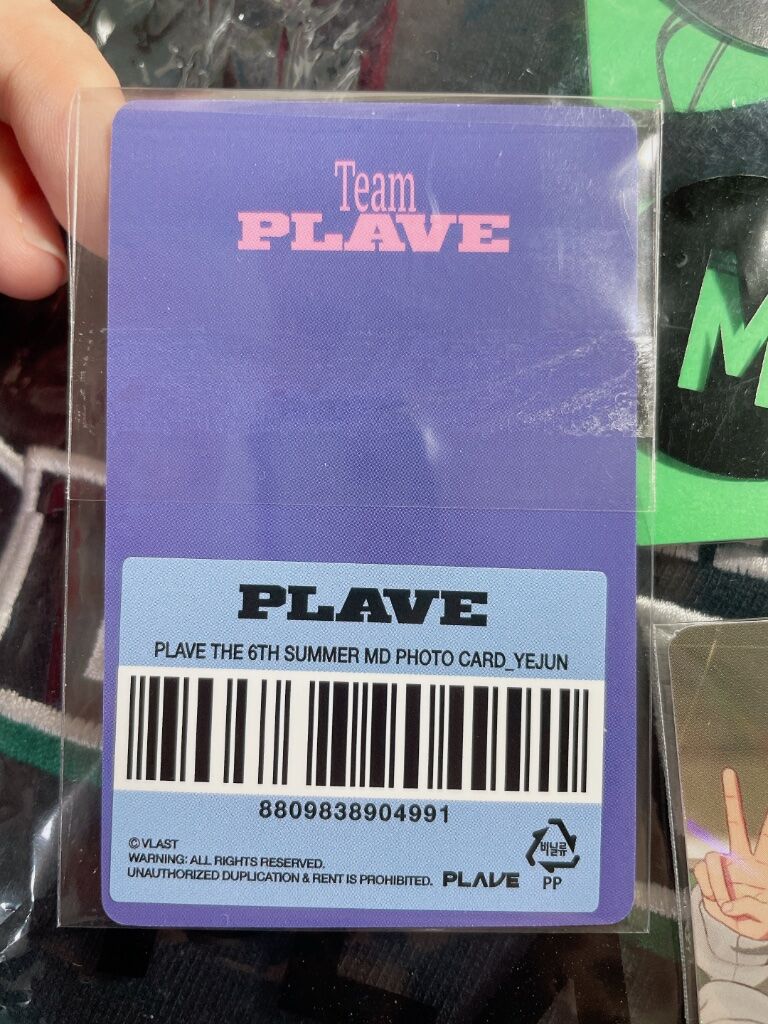 Team
PLAVE
M
PLAVE
PLAVE THE 6TH SUMMER MD PHOTO CARD_YEJUN
8809838904991
©VLAST
WARNING: ALL RIGHTS RESERVED.
UNAUTHORIZED DUPLICATION & RENT IS PROHIBITED. PLAVE
비닐류
PP